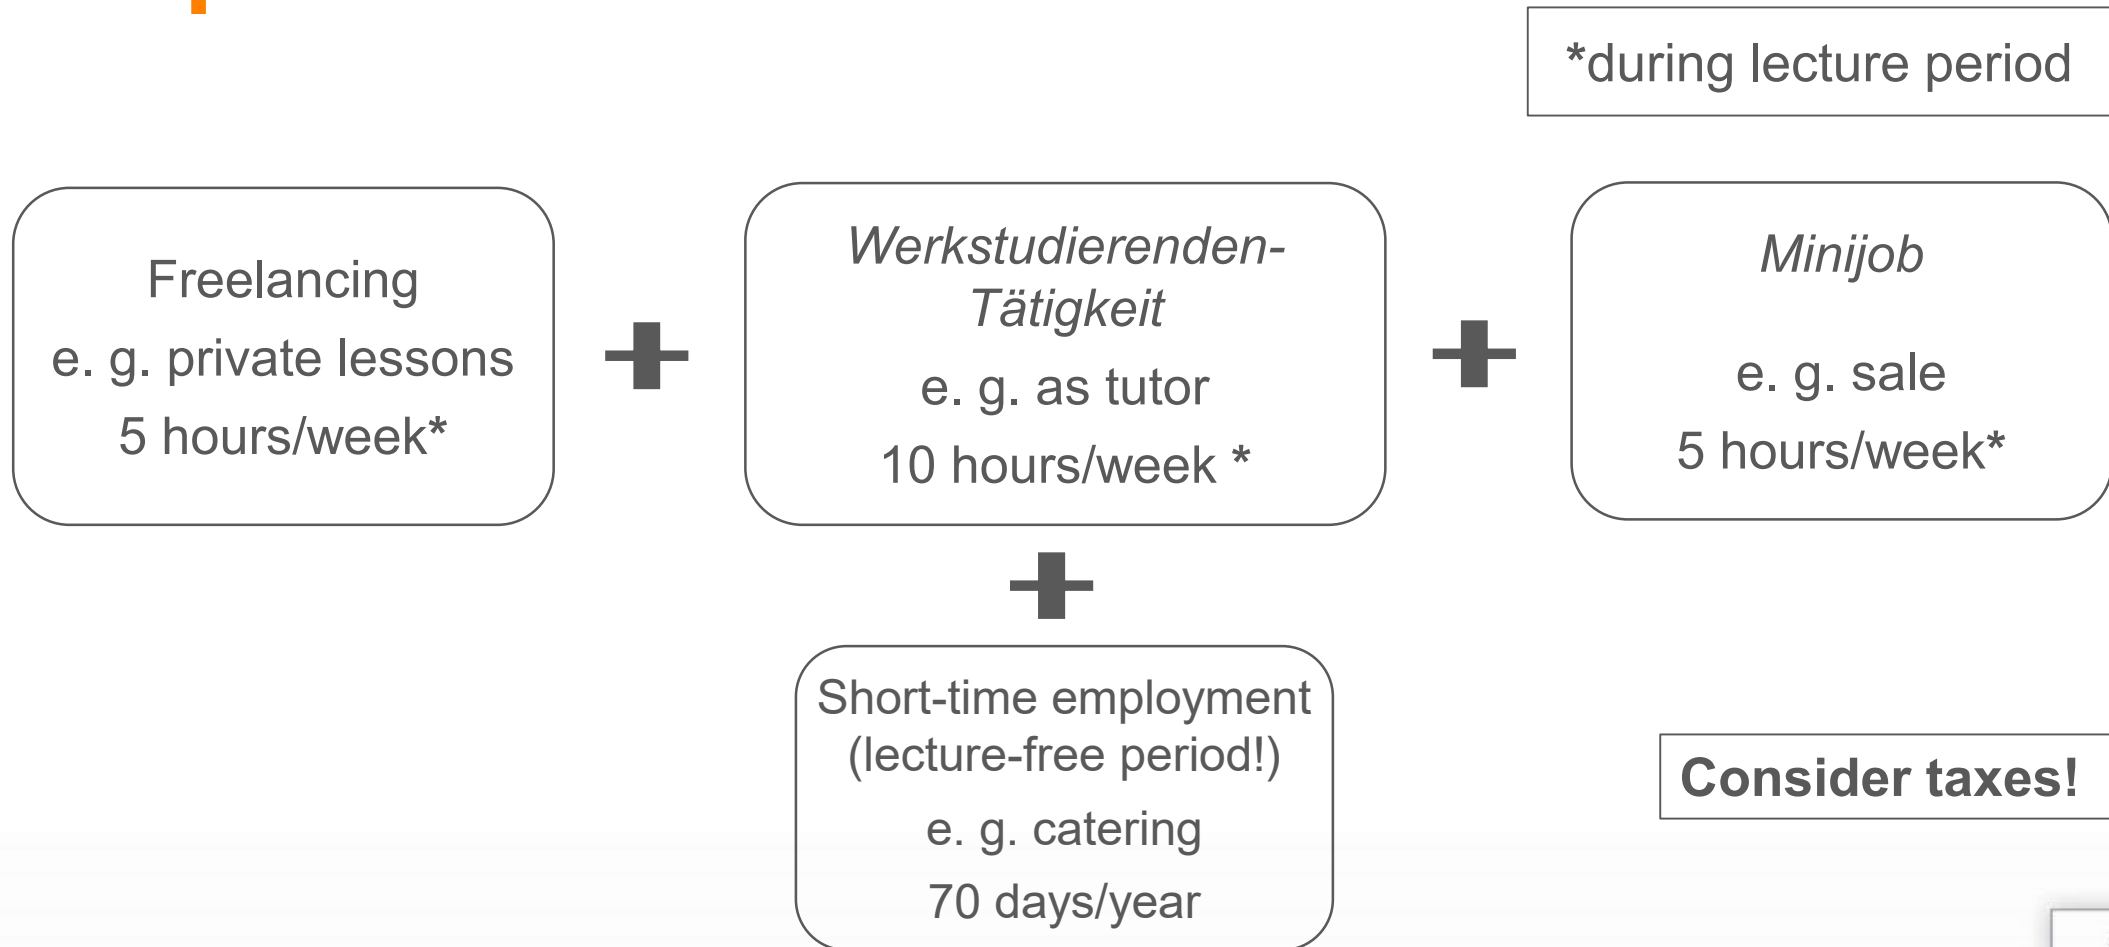 *during lecture period
Freelancing
e. g. private lessons
5 hours/week*
Werkstudierenden-
Tätigkeit
e. g. as tutor
10 hours/week *
Minijob
e. g. sale
5 hours/week*
Short-time employment
(lecture-free period!)
e. g. catering
70 days/year
Consider taxes!